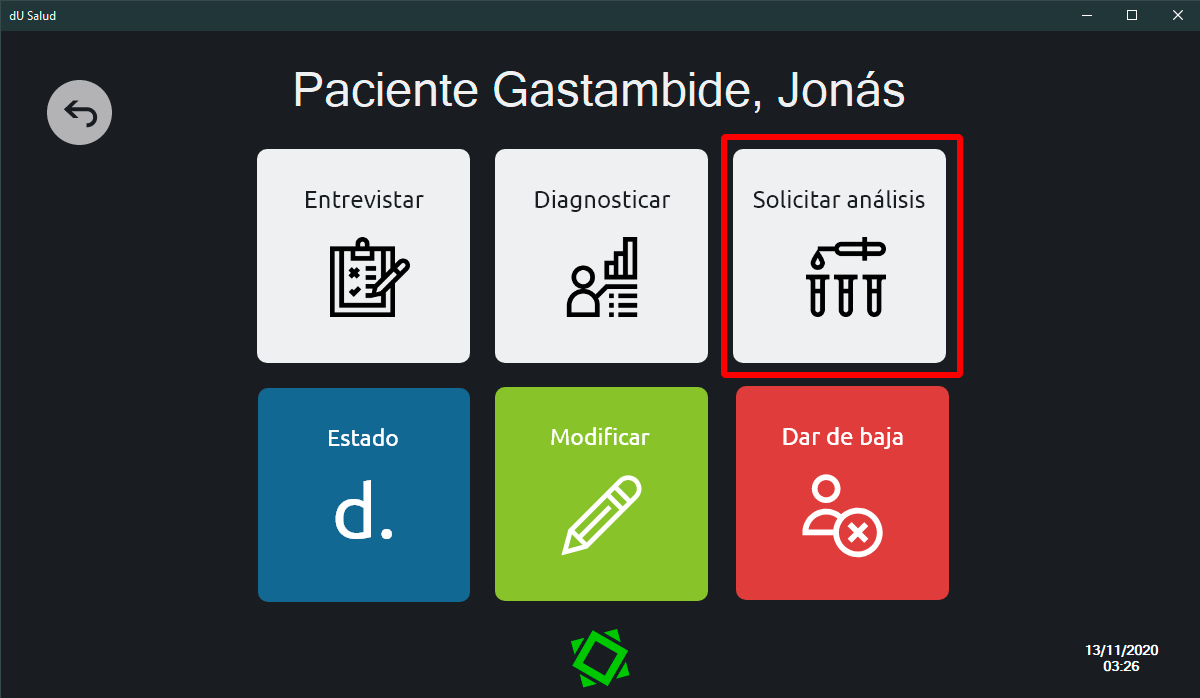 dU Salud
Paciente Gastambide, Jonás
Entrevistar
Diagnosticar
Solicitar análisis
Estado
d.
Modificar
Dar de baja
13/11/2020
03:26